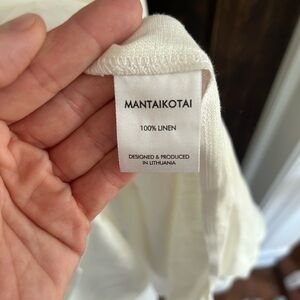 MANTAIKOTAI
100% LINEN
DESIGNED & PRODUCED
IN LITHUANIA